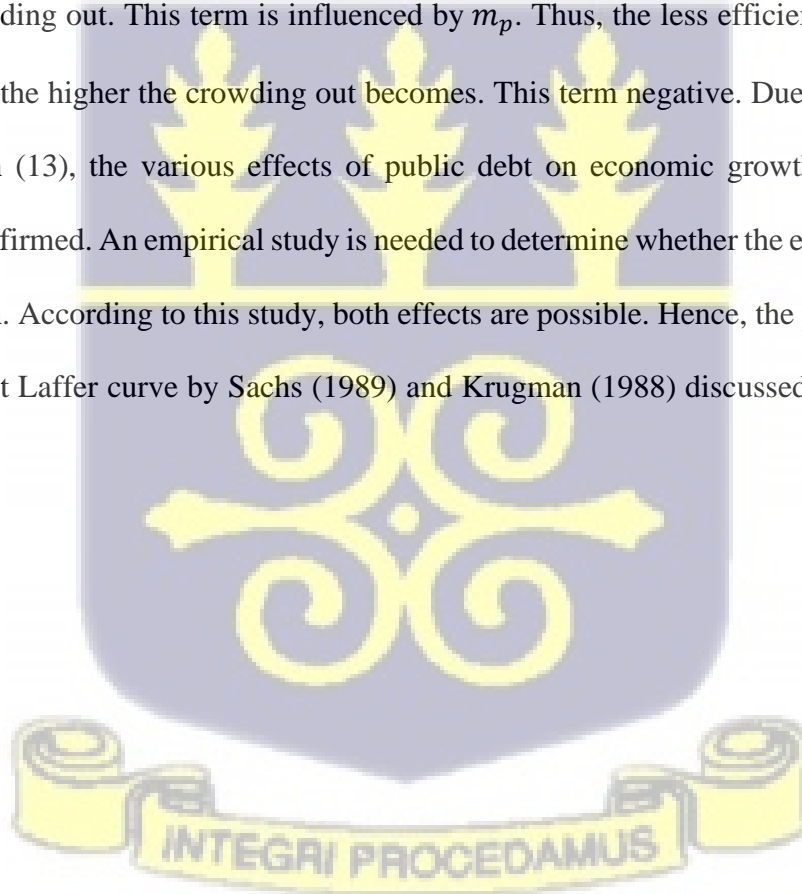 ding out. This term is influenced by m_p. Thus, the less efficien
the higher the crowding out becomes. This term negative. Due
(13), the various effects of public debt on economic growt
firmed. An empirical study is needed to determine whether the e
. According to this study, both effects are possible. Hence, the
t Laffer curve by Sachs (1989) and Krugman (1988) discussed
INTEGRI PROCEDAMUS